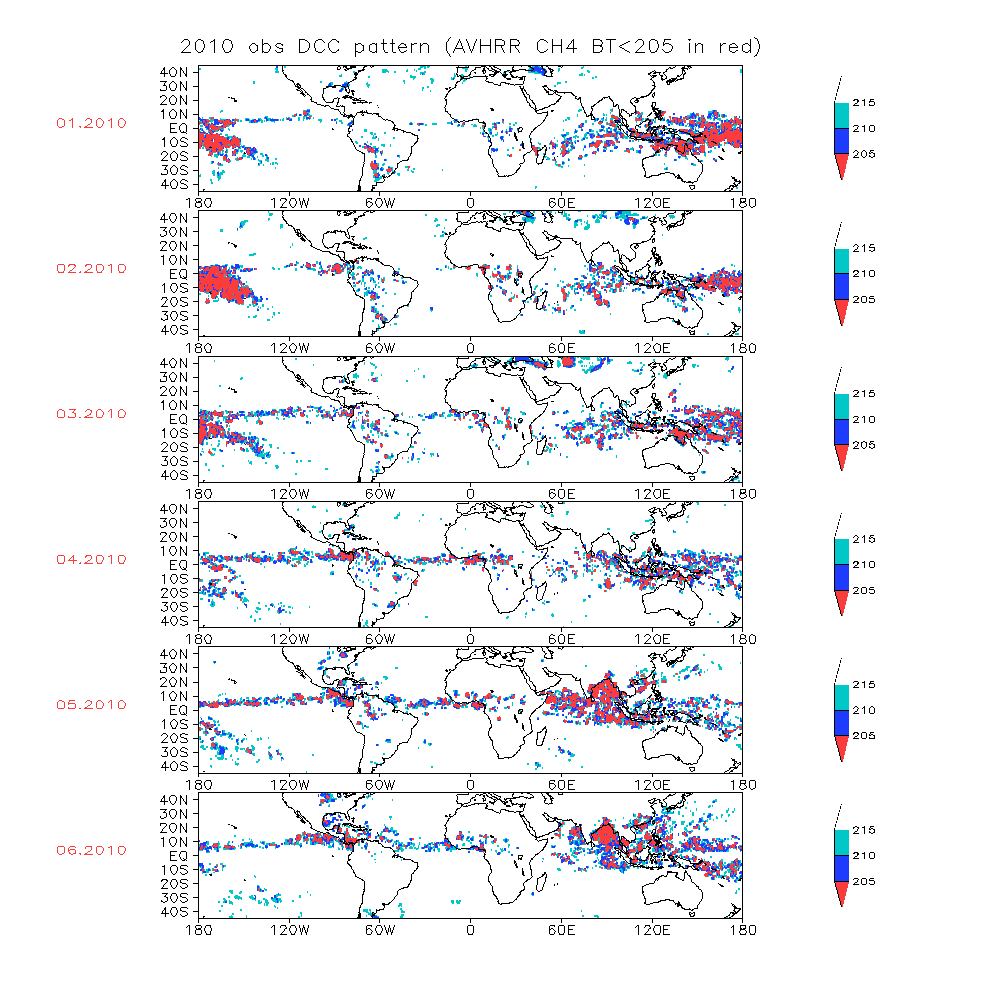 2010 obs DCC pattern (AVHRR CH4 BT<205 in red)
01.2010
40N
30N
20N
10N
EQ
10S
20S
30S
40S
180 120W 60W 0 60E 120E 180
215
210
205
02.2010
40N
30N
20N
10N
EQ
10S
20S
30S
40S
180 120W 60W 0 60E 120E 180
215
210
205
03.2010
40N
30N
20N
10N
EQ
10S
20S
30S
40S
180 120W 60W 0 60E 120E 180
215
210
205
04.2010
40N
30N
20N
10N
EQ
10S
20S
30S
40S
180 120W 60W 0 60E 120E 180
215
210
205
05.2010
40N
30N
20N
10N
EQ
10S
20S
30S
40S
180 120W 60W 0 60E 120E 180
215
210
205
06.2010
40N
30N
20N
10N
EQ
10S
20S
30S
40S
180 120W 60W 0 60E 120E 180
215
210
205